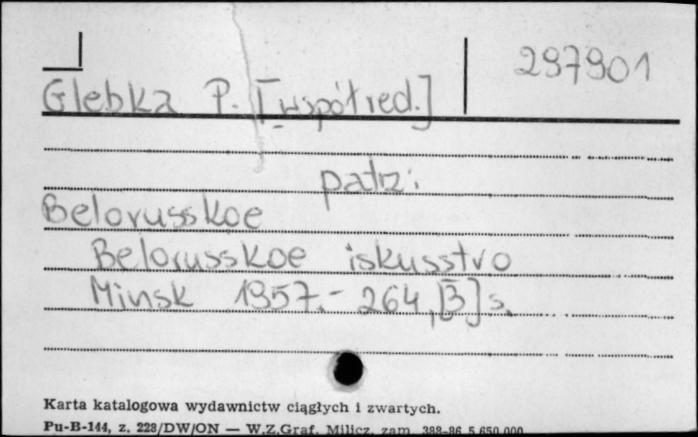 297901
Glebka P. [współred.]
patrz:
Belorusskoe
Belorusskoe iskusstvo
Minsk 1957.- 264,[3] s.
Karta katalogowa wydawnictw ciągłych i zwartych.
Pu-B-144, z. 228/DW/ON — W.Z.Graf. Milicz, zam. 388-86 5.650.000